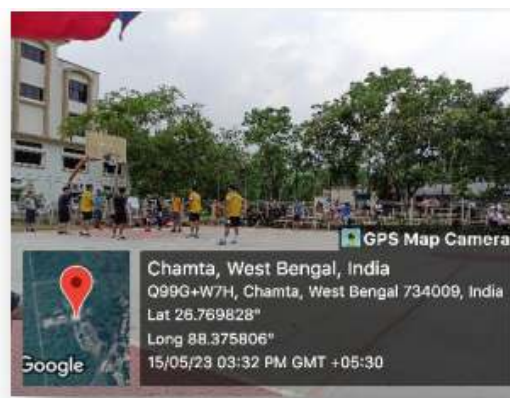 GPS Map Camera
Chamta, West Bengal, India
Q99G+W7H, Chamta, West Bengal 734009, India
Lat 26.769828°
Long 88.375806°
15/05/23 03:32 PM GMT +05:30
Google